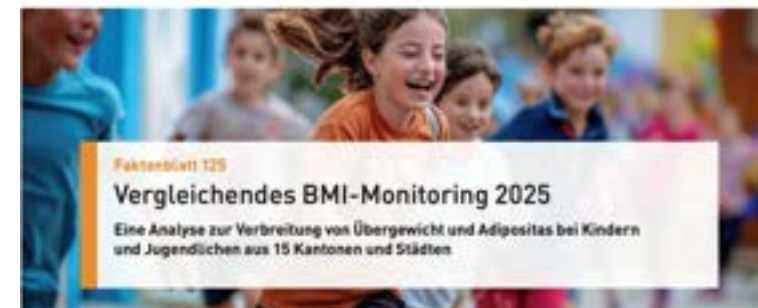 Faktenblatt 125
Vergleichendes BMI-Monitoring 2025
Eine Analyse zur Verbreitung von Übergewicht und Adipositas bei Kindern
und Jugendlichen aus 15 Kantonen und Städten